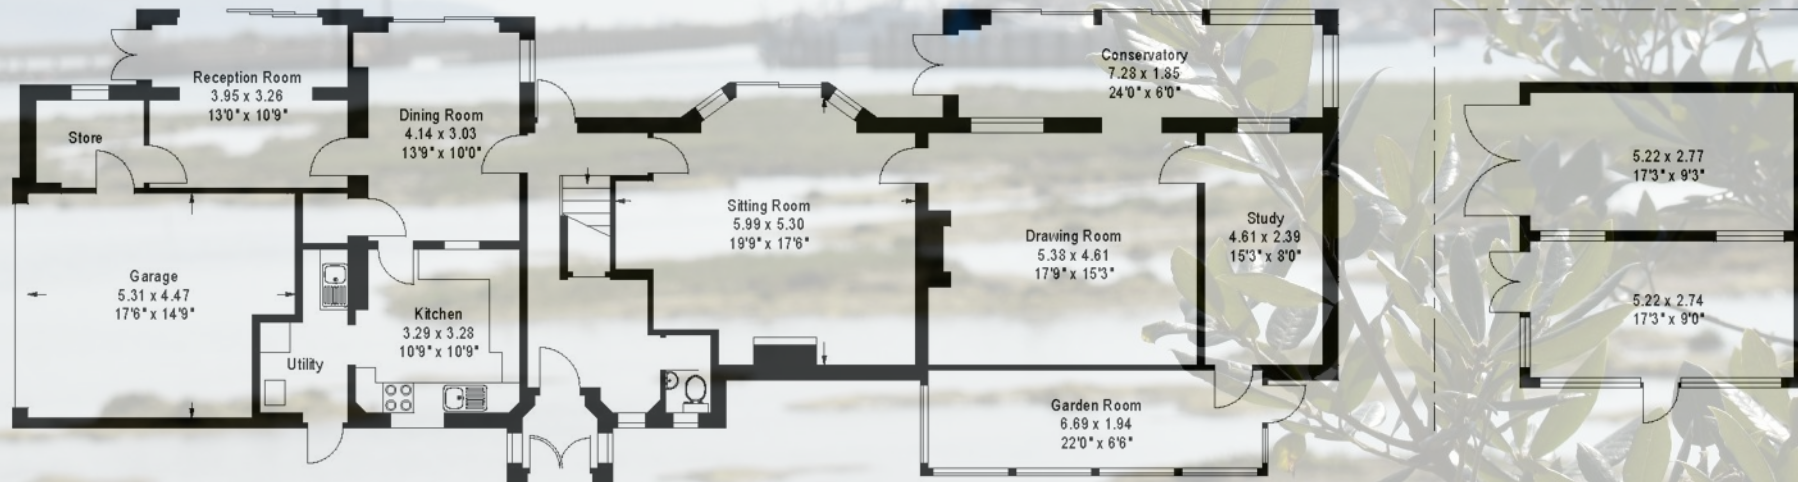 Reception Room
3.95 x 3.26
13'0" x 10'9"
Store
Dining Room
4.14 x 3.03
13'9" x 10'0"
Garage
5.31 x 4.47
17'6" x 14'9"
Utility
Kitchen
3.29 x 3.28
10'9" x 10'9"
Sitting Room
5.99 x 5.30
19'9" x 17'6"
Conservatory
7.28 x 1.85
24'0" x 6'0"
Drawing Room
5.38 x 4.61
17'9" x 15'3"
Study
4.61 x 2.39
15'3" x 8'0"
Garden Room
6.69 x 1.94
22'0" x 6'6"
5.22 x 2.77
17'3" x 9'3"
5.22 x 2.74
17'3" x 9'0"